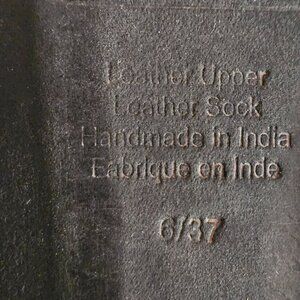 Leather Upper
Leather Sock
Handmade in India
Fabrique en Inde
6/37